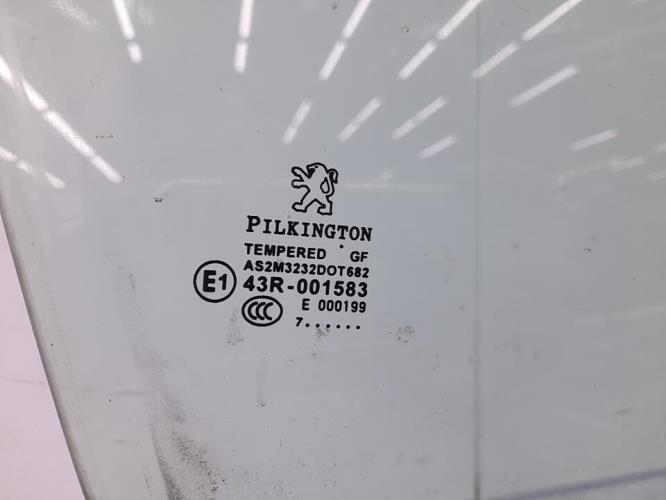 PILKINGTON
TEMPERED GF
AS2M3232DOT682
E1 43R-001583
CCC E 000199
7......